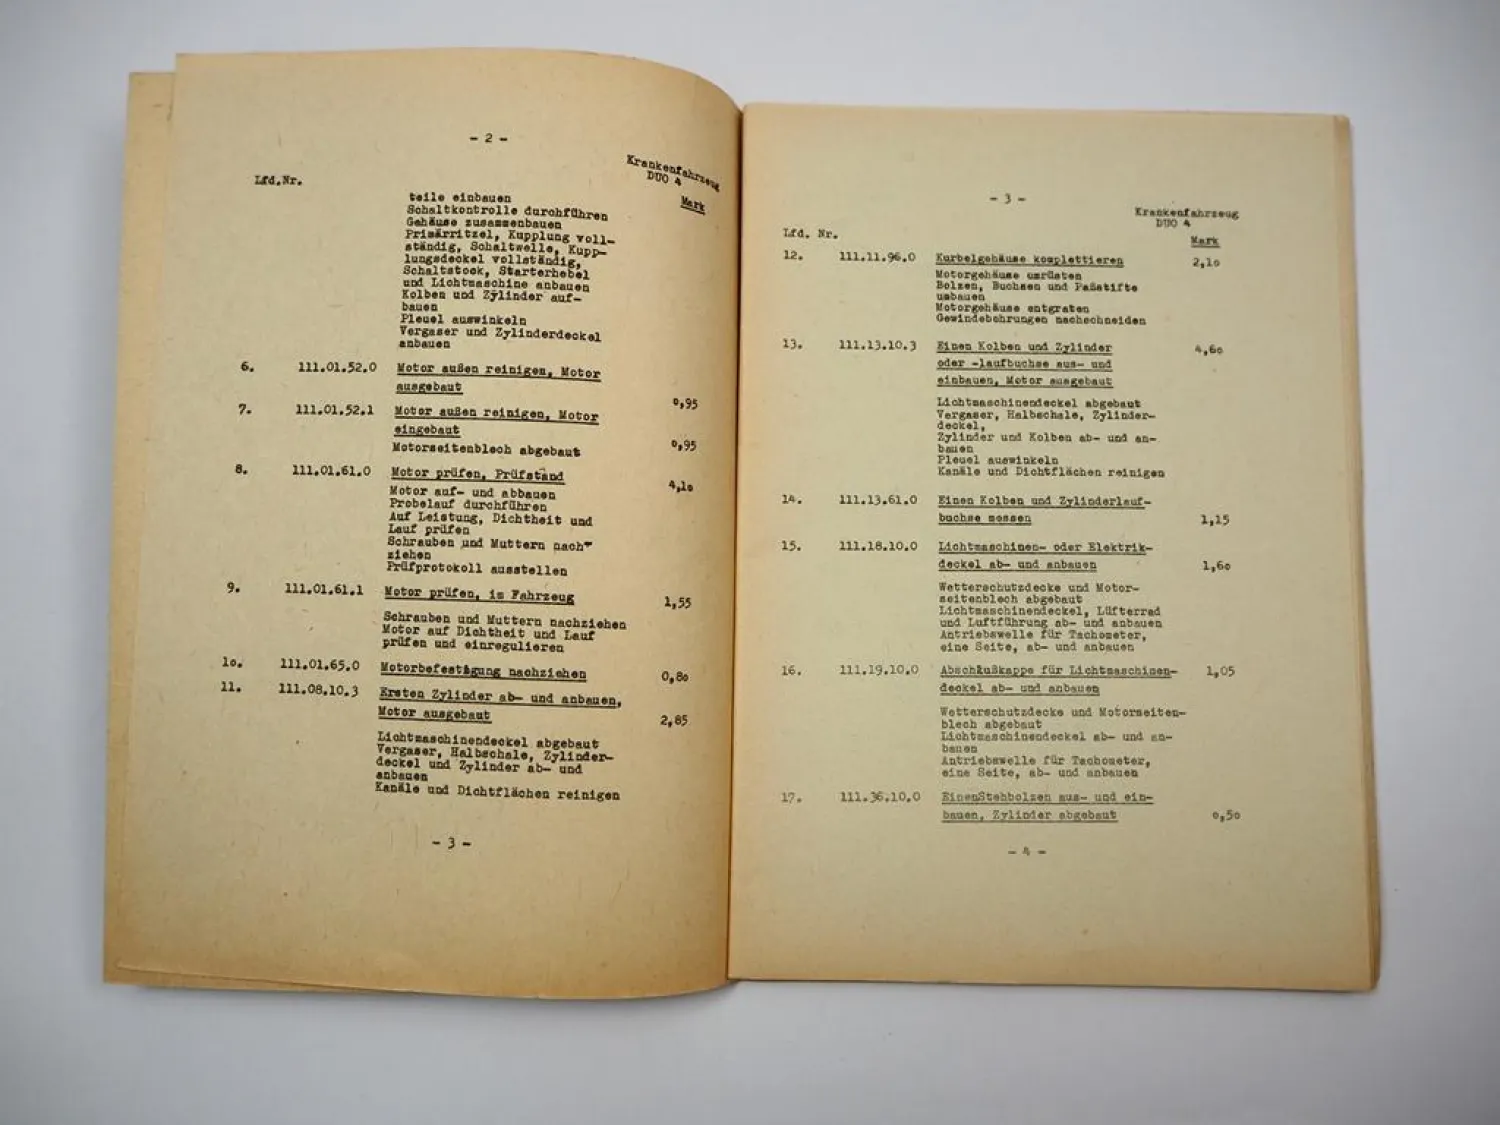 - 2 -
Krankenfahrzeug
DUO 4
Lfd.Nr.
Mark
teile einbauen
Schaltkontrolle durchführen
Gehäuse zusammenbauen
Primärritzel, Kupplung voll-
ständig, Schaltwelle, Kupp-
lungsdeckel vollständig,
Schaltstock, Starterhebel
und Lichtmaschine anbauen
Kolben und Zylinder auf-
bauen
Pleuel auswinkeln
Vergaser und Zylinderdeckel
anbauen
6. 111.01.52.0 Motor außen reinigen, Motor
ausgebaut
0,95
7. 111.01.52.1 Motor außen reinigen, Motor
eingebaut
Motorseitenblech abgebaut 0,95
8. 111.01.61.0 Motor prüfen, Prüfstand 4,1o
Motor auf- und abbauen
Probelauf durchführen
Auf Leistung, Dichtheit und
Lauf prüfen
Schrauben und Muttern nach-
ziehen
Prüfprotokoll ausstellen
9. 111.01.61.1 Motor prüfen, im Fahrzeug 1,55
Schrauben und Muttern nachziehen
Motor auf Dichtheit und Lauf
prüfen und einregulieren
1o. 111.01.65.0 Motorbefestigung nachziehen 0,8o
11. 111.08.10.3 Ersten Zylinder ab- und anbauen,
Motor ausgebaut 2,85
Lichtmaschinendeckel abgebaut
Vergaser, Halbschale, Zylinder-
deckel und Zylinder ab- und
anbauen
Kanäle und Dichtflächen reinigen
- 3 -
- 3 -
Krankenfahrzeug
DUO 4
Lfd. Nr.
Mark
12. 111.11.96.0 Kurbelgehäuse komplettieren 2,1o
Motorgehäuse umrüsten
Bolzen, Buchsen und Paßstifte
umbauen
Motorgehäuse entgraten
Gewindebohrungen nachschneiden
13. 111.13.10.3 Einen Kolben und Zylinder 4,6o
oder -laufbuchse aus- und
einbauen, Motor ausgebaut
Lichtmaschinendeckel abgebaut
Vergaser, Halbschale, Zylinder-
deckel,
Zylinder und Kolben ab- und an-
bauen
Pleuel auswinkeln
Kanäle und Dichtflächen reinigen
14. 111.13.61.0 Einen Kolben und Zylinderlauf-
buchse messen 1,15
15. 111.18.10.0 Lichtmaschinen- oder Elektrik-
deckel ab- und anbauen 1,6o
Wetterschutzdecke und Motor-
seitenblech abgebaut
Lichtmaschinendeckel, Lüfterrad
und Luftführung ab- und anbauen
Antriebswelle für Tachometer,
eine Seite, ab- und anbauen
16. 111.19.10.0 Abschlußkappe für Lichtmaschinen- 1,05
deckel ab- und anbauen
Wetterschutzdecke und Motorseiten-
blech abgebaut
Lichtmaschinendeckel ab- und an-
bauen
Antriebswelle für Tachometer,
eine Seite, ab- und anbauen
17. 111.36.10.0 EinenStehbolzen aus- und ein-
bauen, Zylinder abgebaut 0,5o
- 4 -